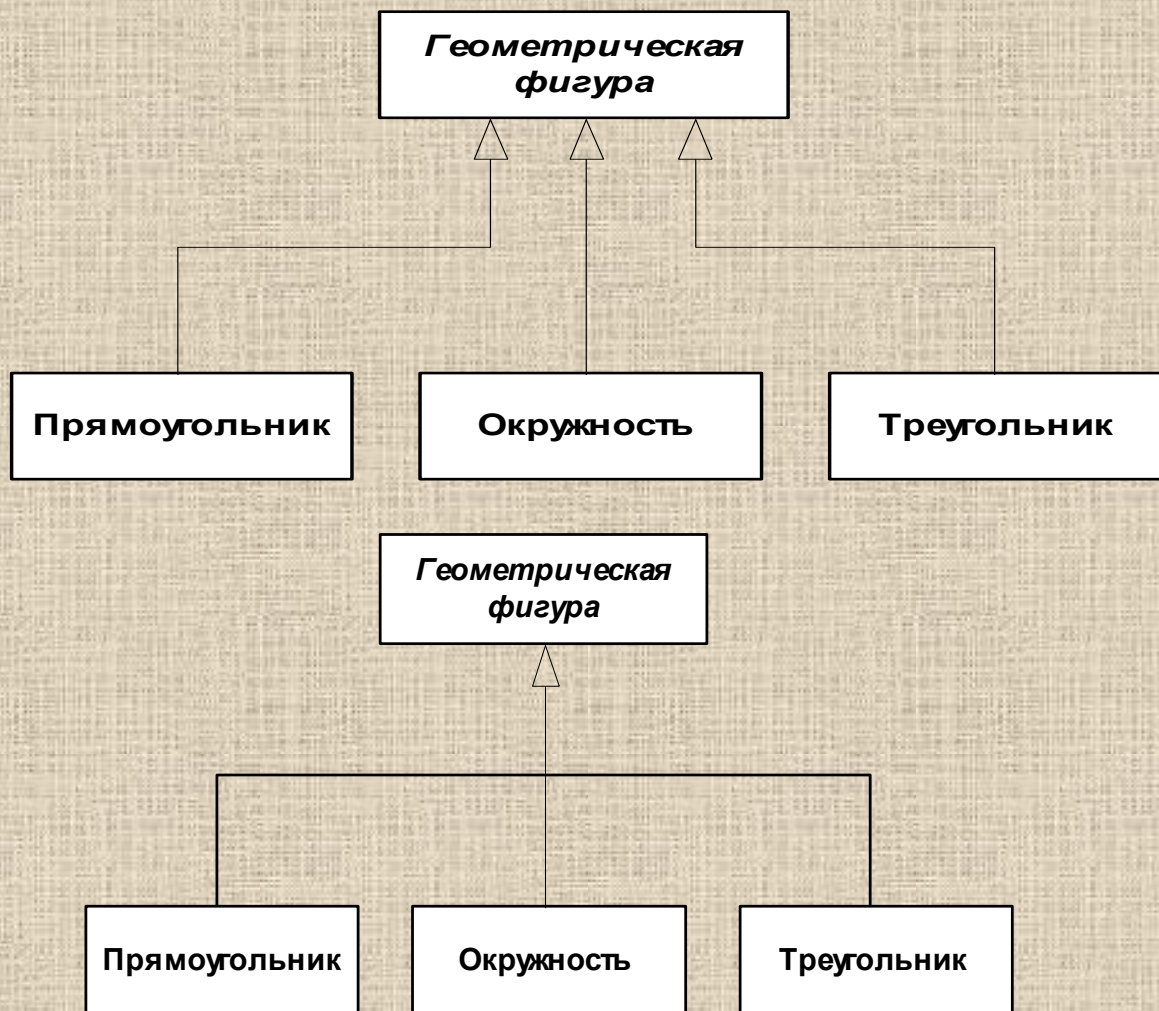 Геометрическая
фигура
Прямоугольник
Окружность
Треугольник
Геометрическая
фигура
Прямоугольник
Окружность
Треугольник